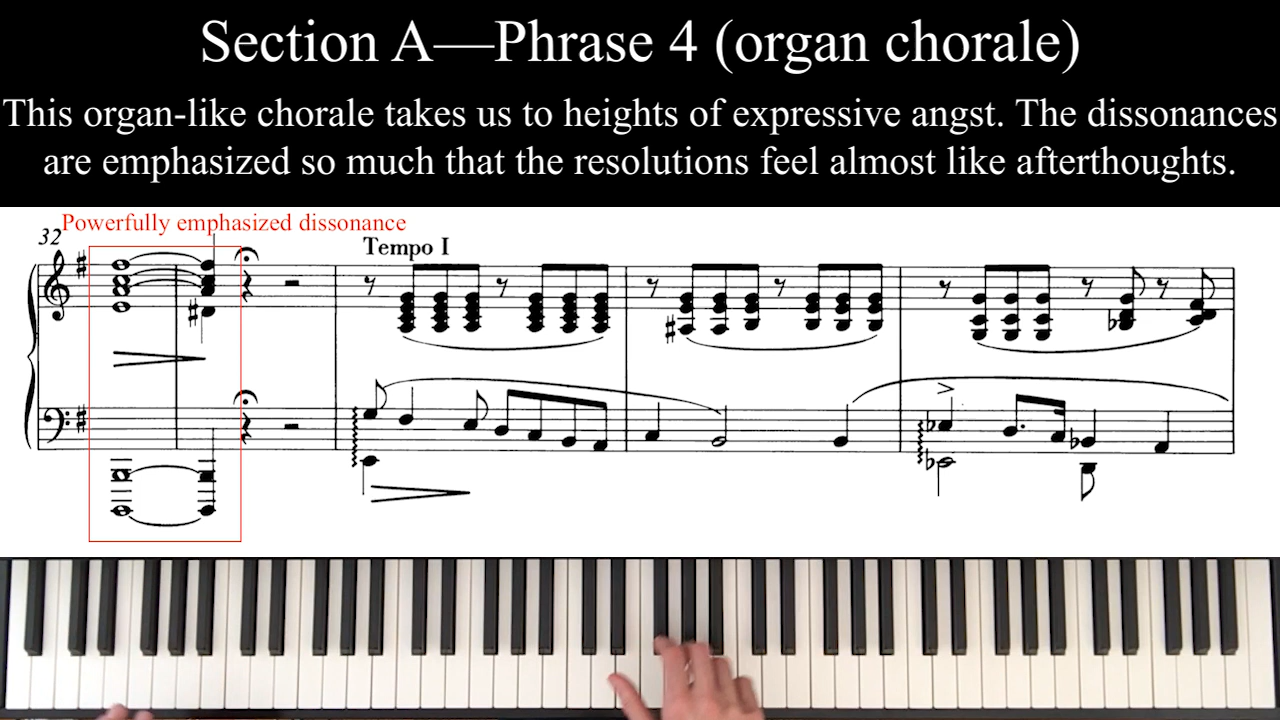 Section A—Phrase 4 (organ chorale)
This organ-like chorale takes us to heights of expressive angst. The dissonances
are emphasized so much that the resolutions feel almost like afterthoughts.
Powerfully emphasized dissonance
32
Tempo I